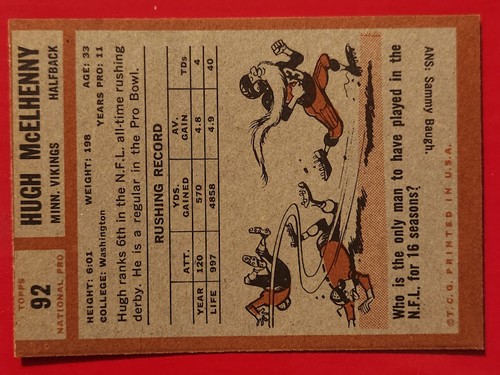 TOPPS
92
NATIONAL PRO
HUGH McELHENNY
MINN. VIKINGS HALFBACK
HEIGHT: 6:01 WEIGHT: 198 AGE: 33
COLLEGE: Washington YEARS PRO: 11
Hugh ranks 6th in the N.F.L. all-time rushing
derby. He is a regular in the Pro Bowl.
RUSHING RECORD
ATT. YDS. GAINED AV. GAIN TDs
YEAR 120 570 4.8 4
LIFE 997 4858 4.9 40
Who is the only man to have played in the
N.F.L. for 16 seasons?
ANS: Sammy Baugh.
©T.C.G. PRINTED IN U.S.A.